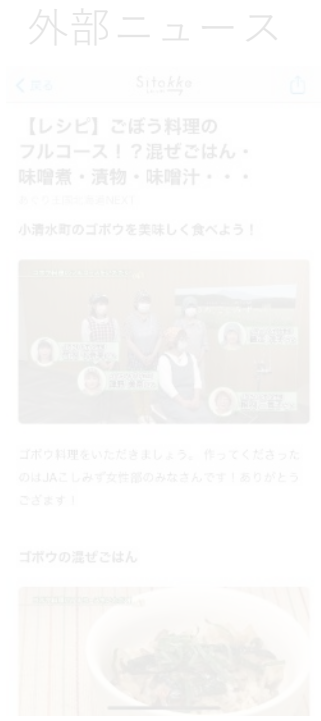 外部ニュース
戻る
Sitakke
【レシピ】ごぼう料理の
フルコース！？混ぜごはん・
味噌煮・漬物・味噌汁・・・
小清水町のゴボウを美味しく食べよう！
ゴボウ料理をいただきましょう。 作ってくださった
のはJAこしみず女性部のみなさんです！ありがとう
ござます！
ゴボウの混ぜごはん